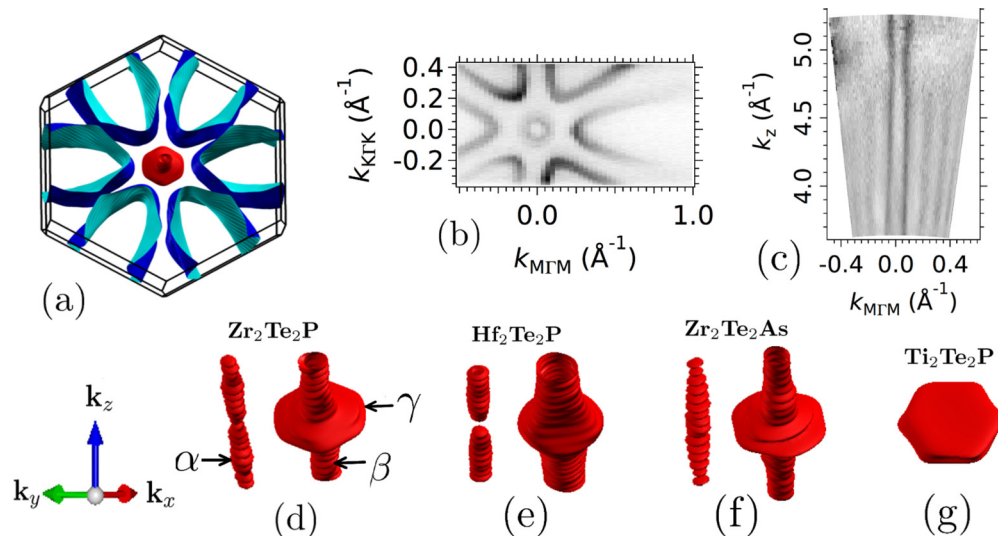 (a)
0.4
0.2
0.0
-0.2
k_KΓK (Å⁻¹)
0.0
1.0
k_MΓM (Å⁻¹)
(b)
5.0
4.5
4.0
k_z (Å⁻¹)
-0.4
0.0
0.4
k_MΓM (Å⁻¹)
(c)
k_z
k_y
k_x
Zr₂Te₂P
α
γ
β
(d)
Hf₂Te₂P
(e)
Zr₂Te₂As
(f)
Ti₂Te₂P
(g)